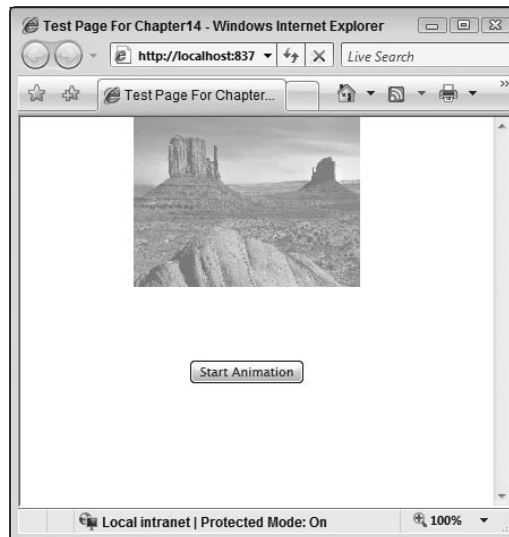 Test Page For Chapter14 - Windows Internet Explorer
http://localhost:837
Live Search
Test Page For Chapter...
Start Animation
Local intranet | Protected Mode: On
100%